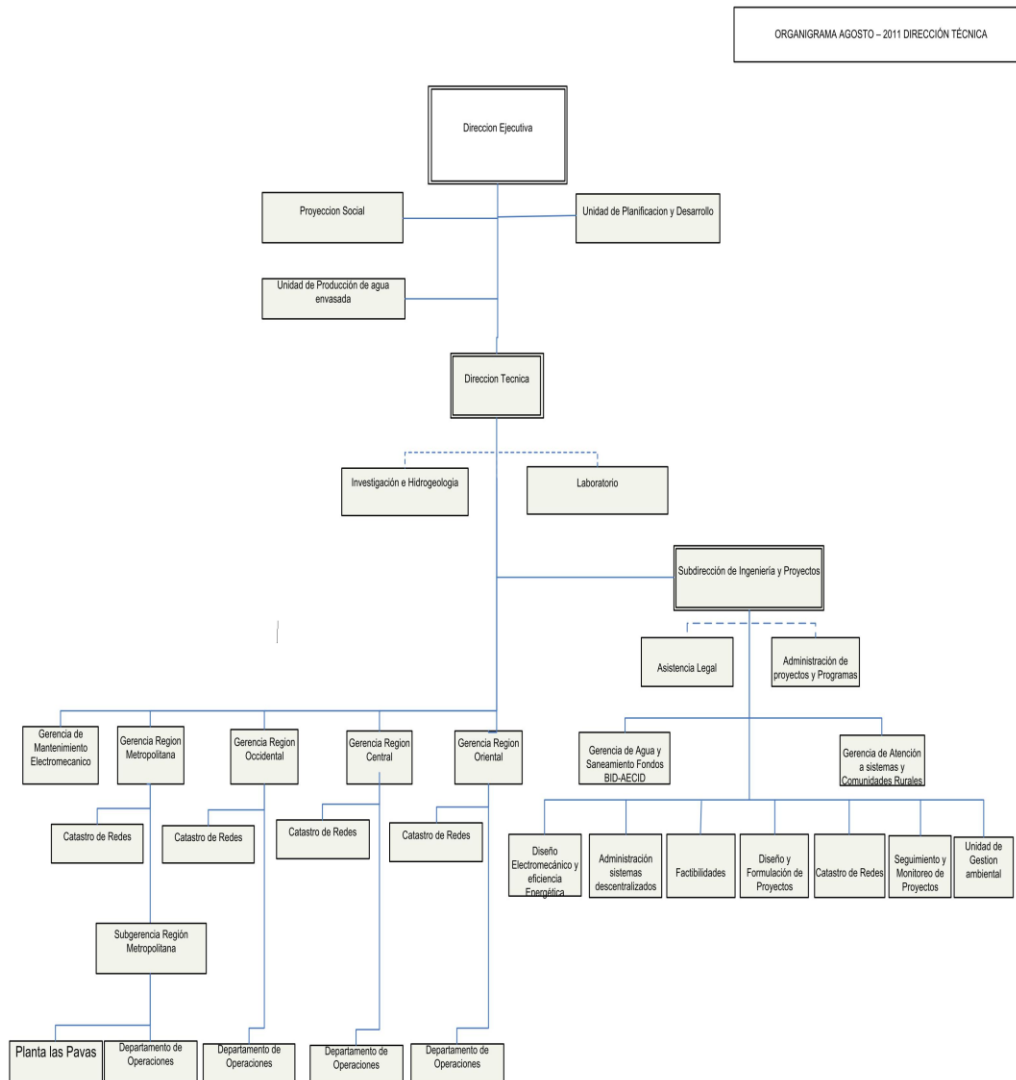 ORGANIGRAMA AGOSTO – 2011 DIRECCIÓN TÉCNICA
Direccion Ejecutiva
Proyeccion Social
Unidad de Planificacion y Desarrollo
Unidad de Producción de agua
envasada
Direccion Tecnica
Investigación e Hidrogeologia
Laboratorio
Subdirección de Ingeniería y Proyectos
Asistencia Legal
Administración de
proyectos y Programas
Gerencia de
Mantenimiento
Electromecanico
Gerencia Region
Metropolitana
Gerencia Region
Occidental
Gerencia Region
Central
Gerencia Region
Oriental
Gerencia de Agua y
Saneamiento Fondos
BID-AECID
Gerencia de Atención
a sistemas y
Comunidades Rurales
Catastro de Redes
Catastro de Redes
Catastro de Redes
Catastro de Redes
Diseño
Electromecánico y
eficiencia
Energética
Administración
sistemas
descentralizados
Factibilidades
Diseño y
Formulación de
Proyectos
Catastro de Redes
Seguimiento y
Monitoreo de
Proyectos
Unidad de
Gestion
ambiental
Subgerencia Región
Metropolitana
Planta las Pavas
Departamento de
Operaciones
Departamento de
Operaciones
Departamento de
Operaciones
Departamento de
Operaciones